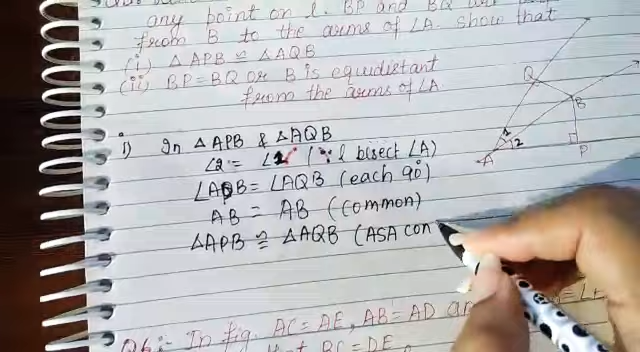 any point on l. BP and BQ
from B to the arms of ∠A. show that
(i) △APB ≅ △AQB
(ii) BP = BQ or B is equidistant
from the arms of ∠A
i) In △APB & △AQB
∠2 = ∠1 (∵ l bisect ∠A)
∠APB = ∠AQB (each 90°)
AB = AB (common)
△APB ≅ △AQB (ASA con
Q
B
A
1
2
P
Q6:- In fig. AC = AE, AB = AD
BC = DE